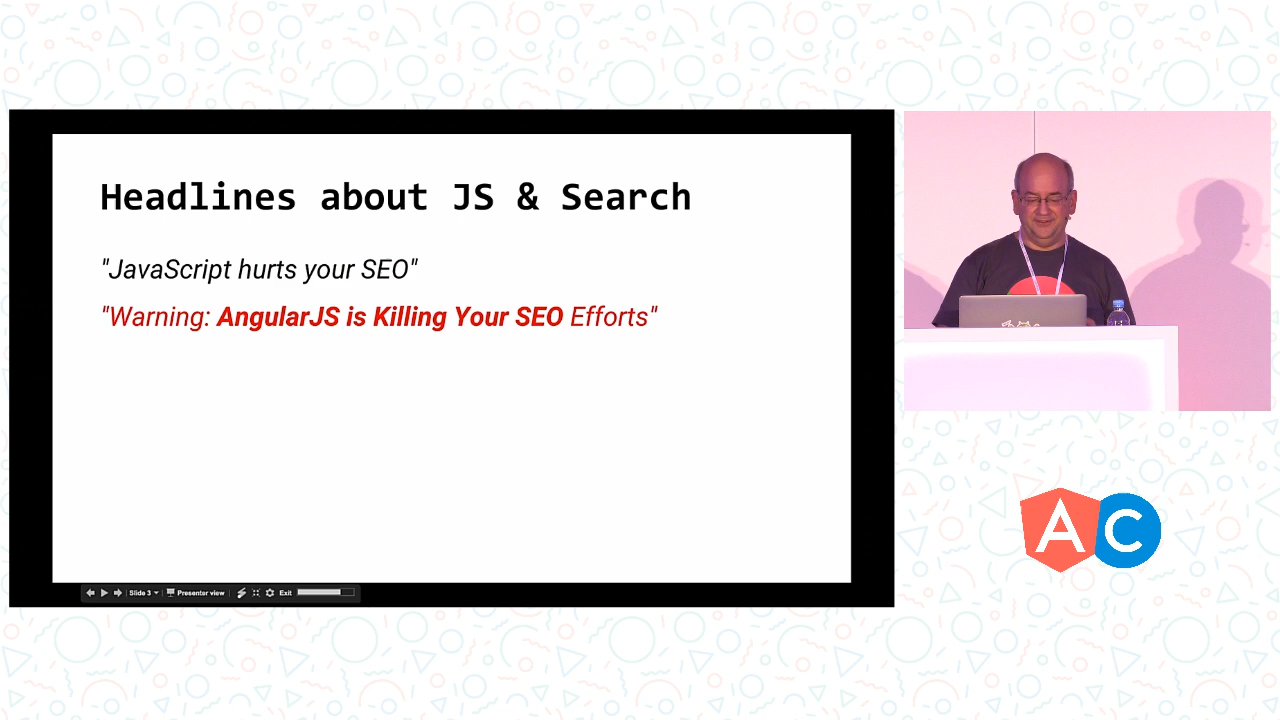 Headlines about JS & Search
"JavaScript hurts your SEO"
"Warning: AngularJS is Killing Your SEO Efforts"
Slide 3
Presenter view
Exit
A C